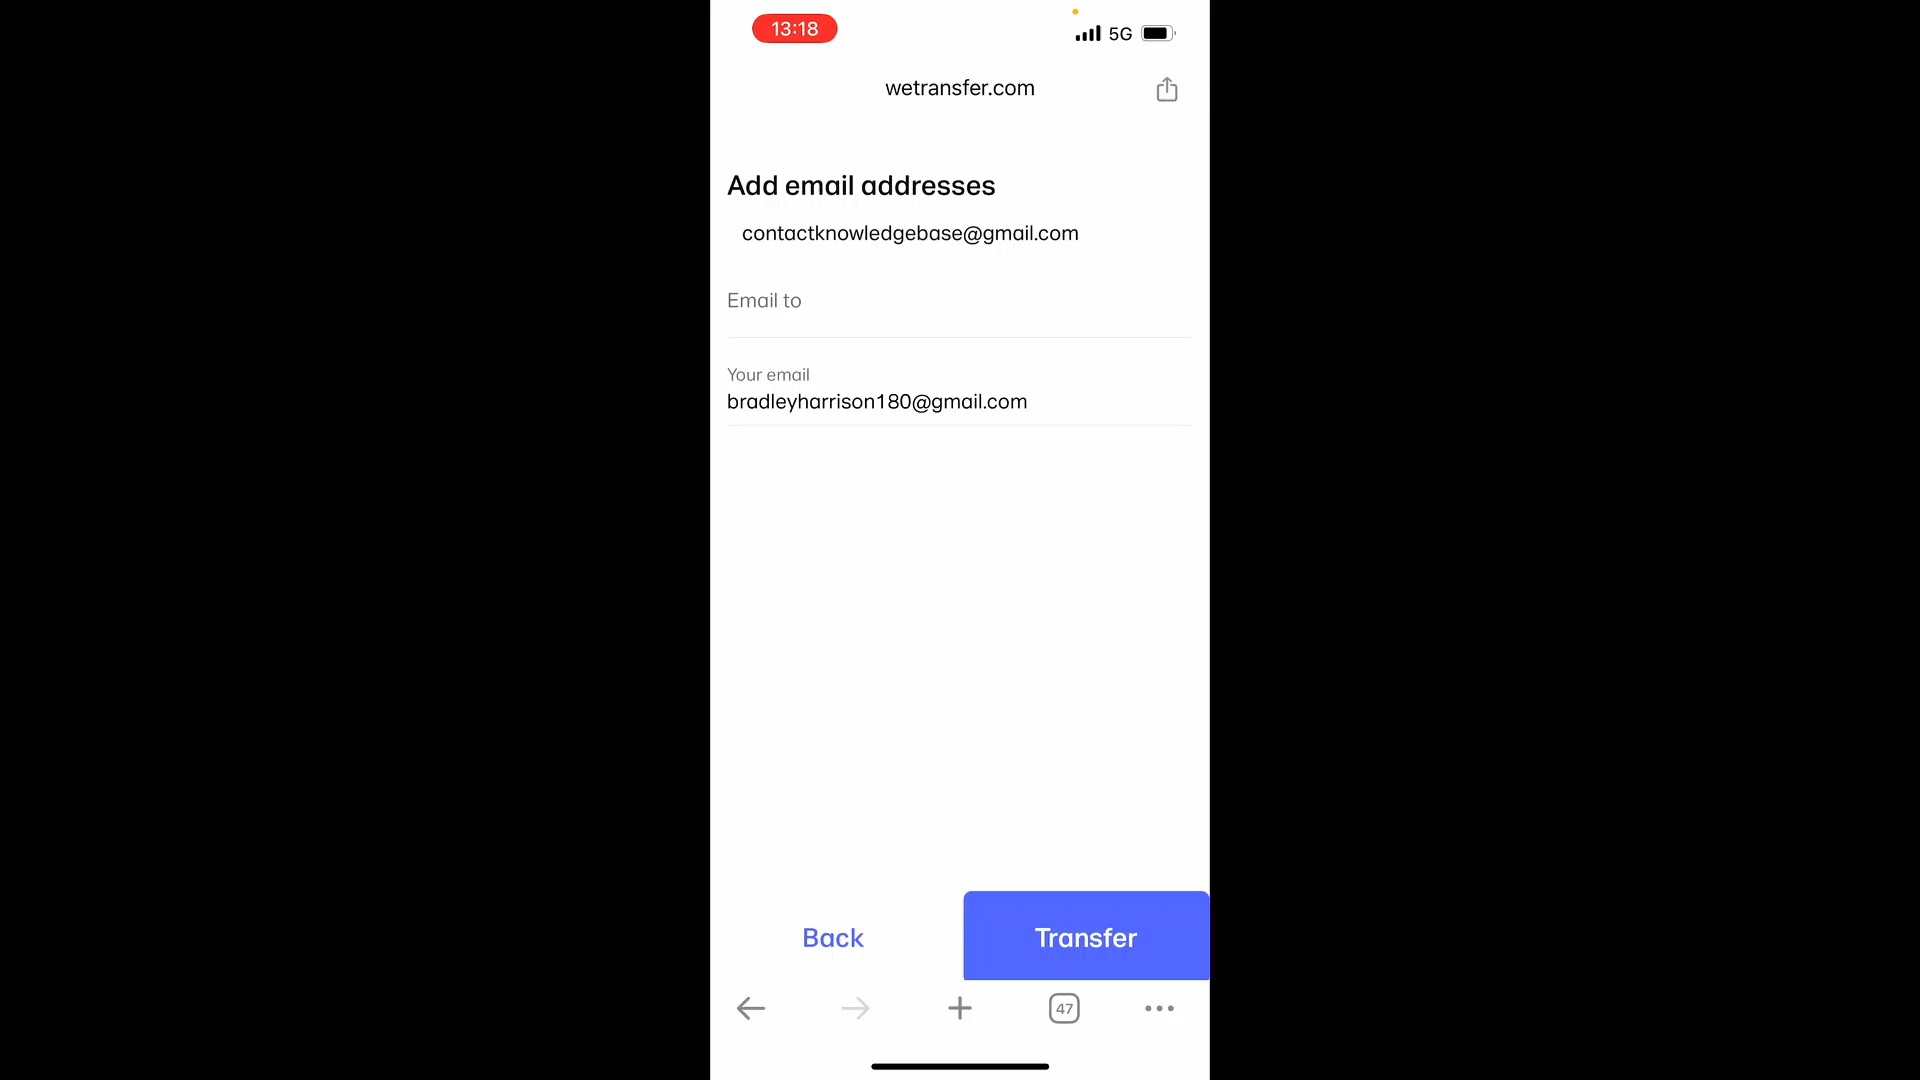 13:18
5G
wetransfer.com
Add email addresses
contactknowledgebase@gmail.com
Email to
Your email
bradleyharrison180@gmail.com
Back
Transfer
47